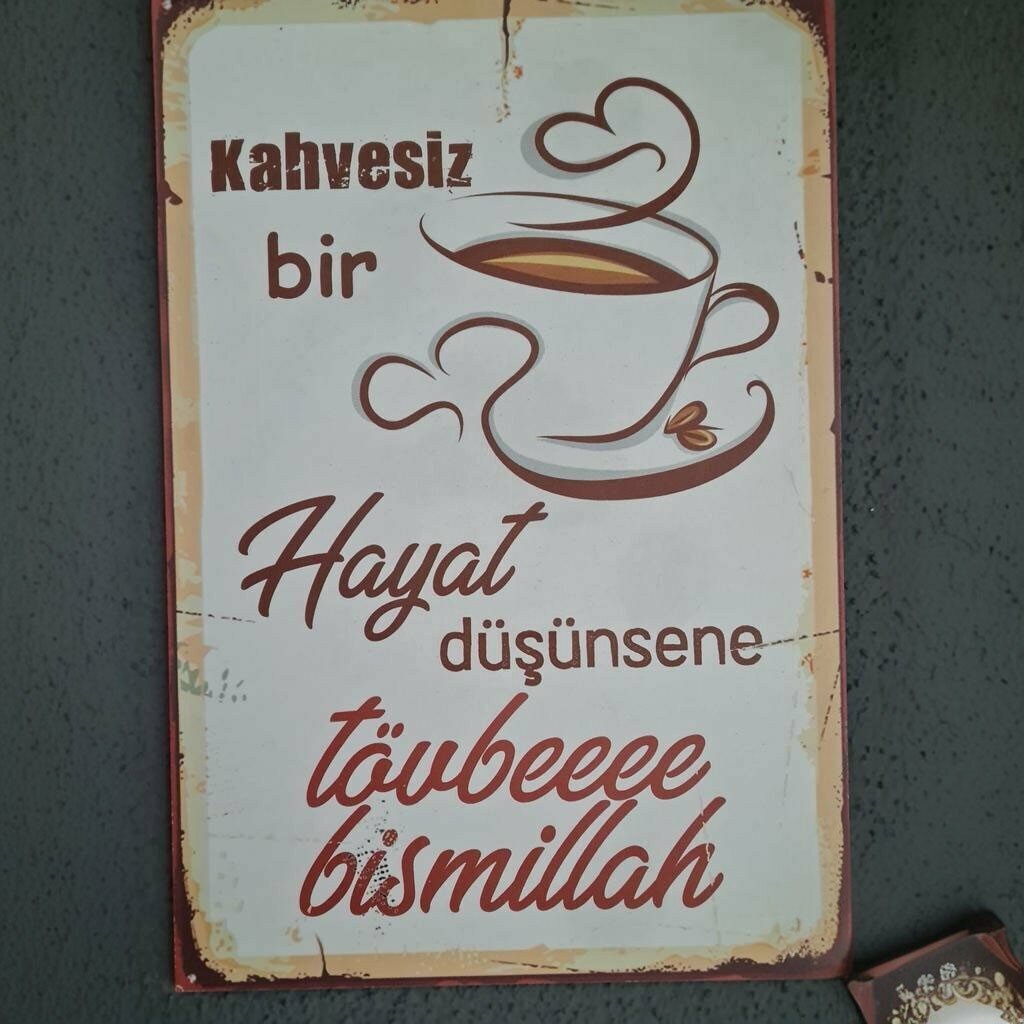 Kahvesiz
bir
Hayat
düşünsene
tövbeeee
bismillah